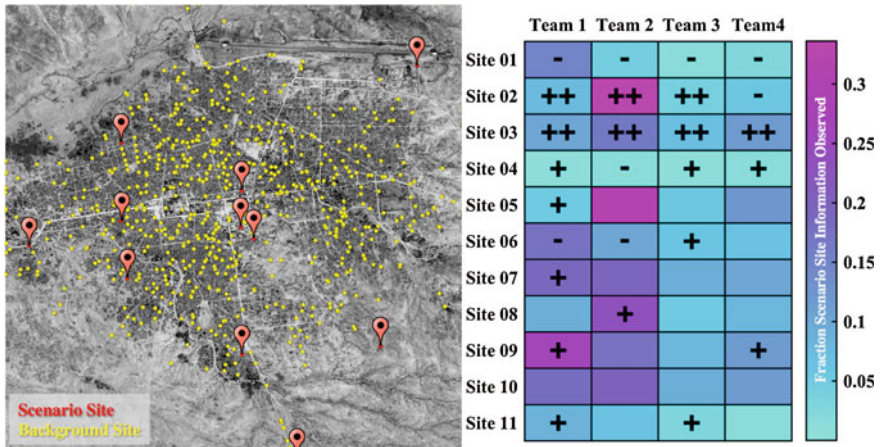 Team 1 Team 2 Team 3 Team4
Site 01 - - - -
Site 02 ++ ++ ++ -
Site 03 ++ ++ ++ ++
Site 04 + - + +
Site 05 +
Site 06 - - +
Site 07 +
Site 08 +
Site 09 + +
Site 10
Site 11 + +
0.3
0.25
0.2
0.15
0.1
0.05
Fraction Scenario Site Information Observed
Scenario Site
Background Site